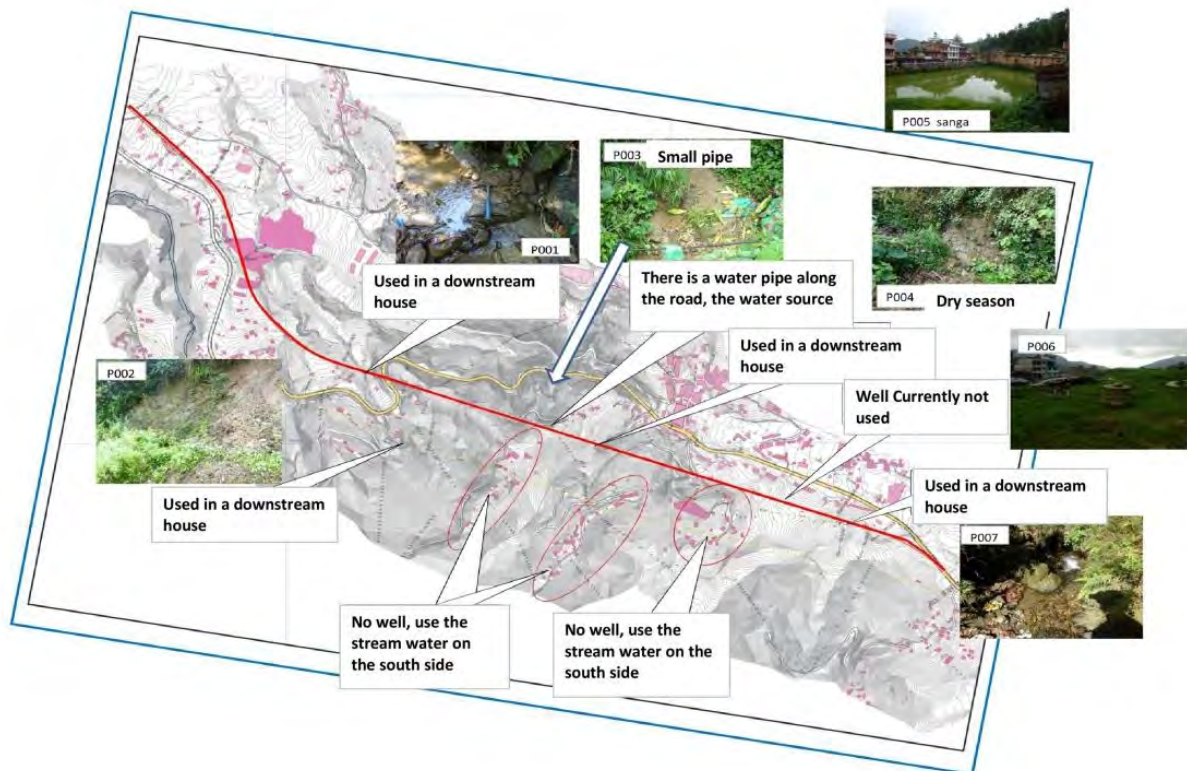 P005 sanga
P003
Small pipe
P001
P004
Dry season
Used in a downstream
house
There is a water pipe along
the road, the water source
P006
Used in a downstream
house
P002
Well Currently not
used
Used in a downstream
house
Used in a downstream
house
P007
No well, use the
stream water on
the south side
No well, use the
stream water on the
south side